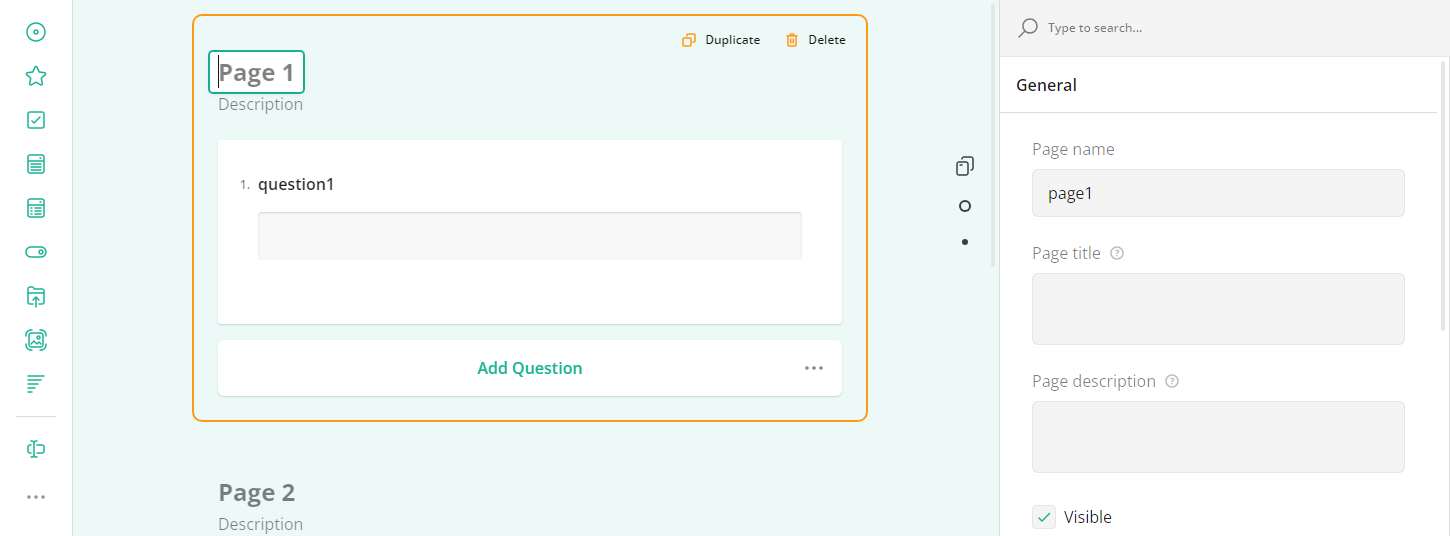 Duplicate
Delete
Page 1
Description
1. question1
Add Question
Page 2
Description
Type to search...
General
Page name
page1
Page title
Page description
Visible